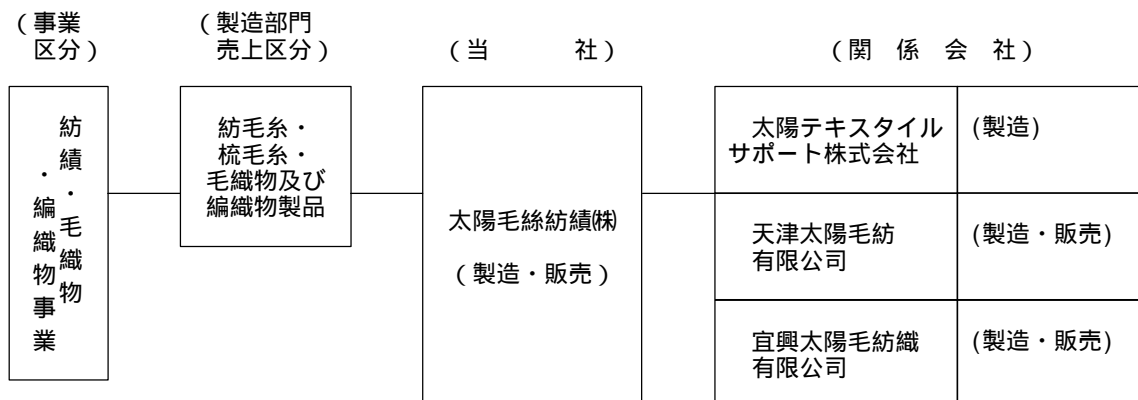 （事業
区分）
（製造部門
売上区分）
（当　　社）
（関　係　会　社）
紡績・毛織物
・編織物事業
紡毛糸・
梳毛糸・
毛織物及び
編織物製品
太陽毛絲紡績㈱
（製造・販売）
太陽テキスタイル
サポート株式会社
(製造)
天津太陽毛紡
有限公司
(製造・販売)
宜興太陽毛紡織
有限公司
(製造・販売)